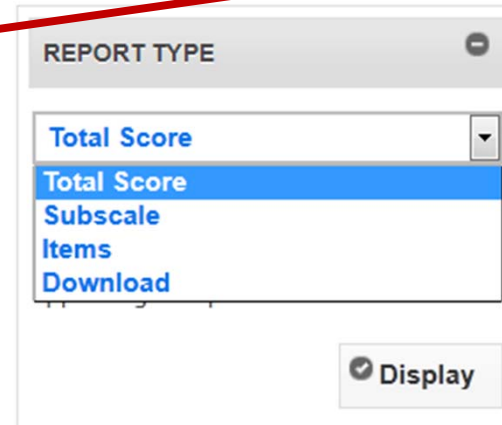 REPORT TYPE
Total Score
Total Score
Subscale
Items
Download
Display